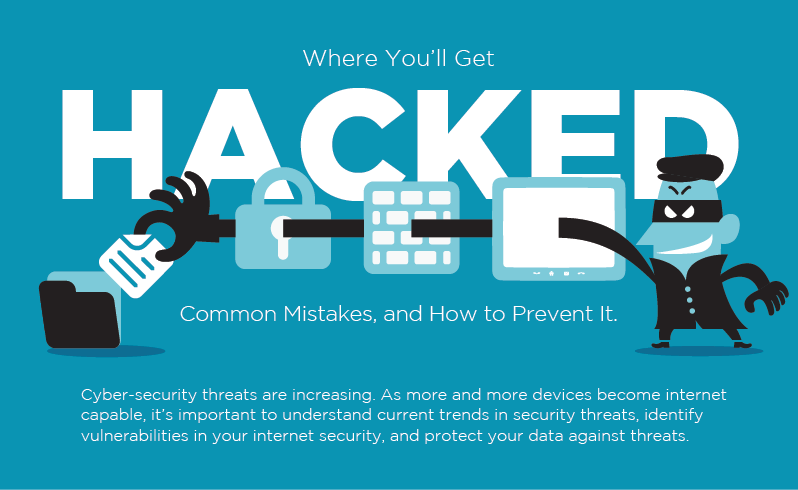 Where You’ll Get
HACKED
Common Mistakes, and How to Prevent It.
Cyber-security threats are increasing. As more and more devices become internet
capable, it’s important to understand current trends in security threats, identify
vulnerabilities in your internet security, and protect your data against threats.